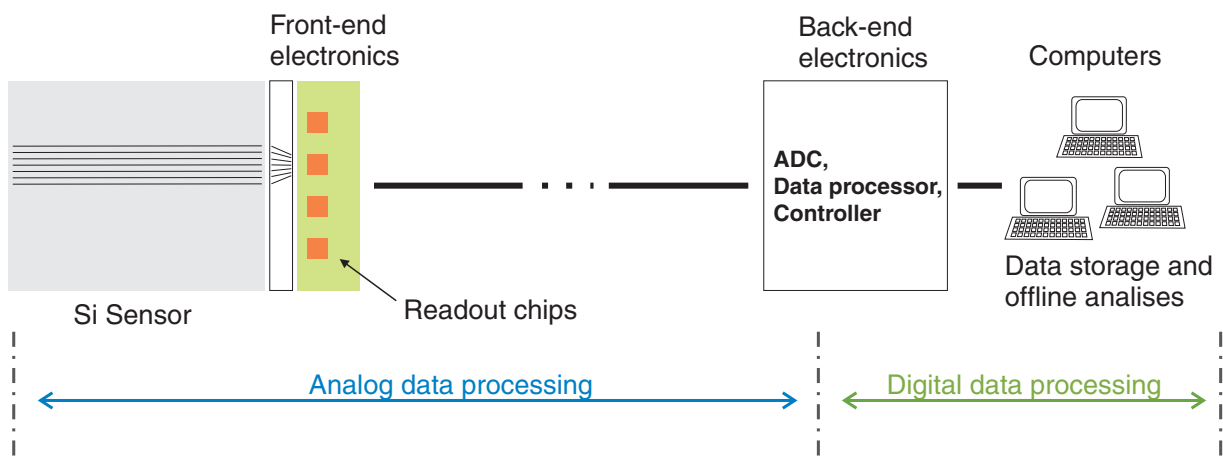 Front-end
electronics
Back-end
electronics
Computers
ADC,
Data processor,
Controller
Si Sensor
Readout chips
Data storage and
offline analises
Analog data processing
Digital data processing